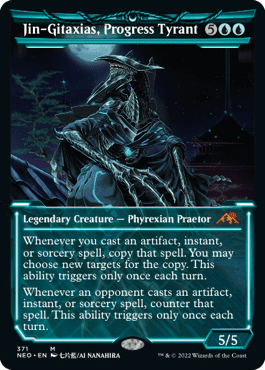 Jin-Gitaxias, Progress Tyrant 5
Legendary Creature — Phyrexian Praetor
Whenever you cast an artifact, instant,
or sorcery spell, copy that spell. You may
choose new targets for the copy. This
ability triggers only once each turn.
Whenever an opponent casts an artifact,
instant, or sorcery spell, counter that
spell. This ability triggers only once each
turn.
5/5
371 M
NEO • EN AI NANAHIRA
™ & © 2022 Wizards of the Coast